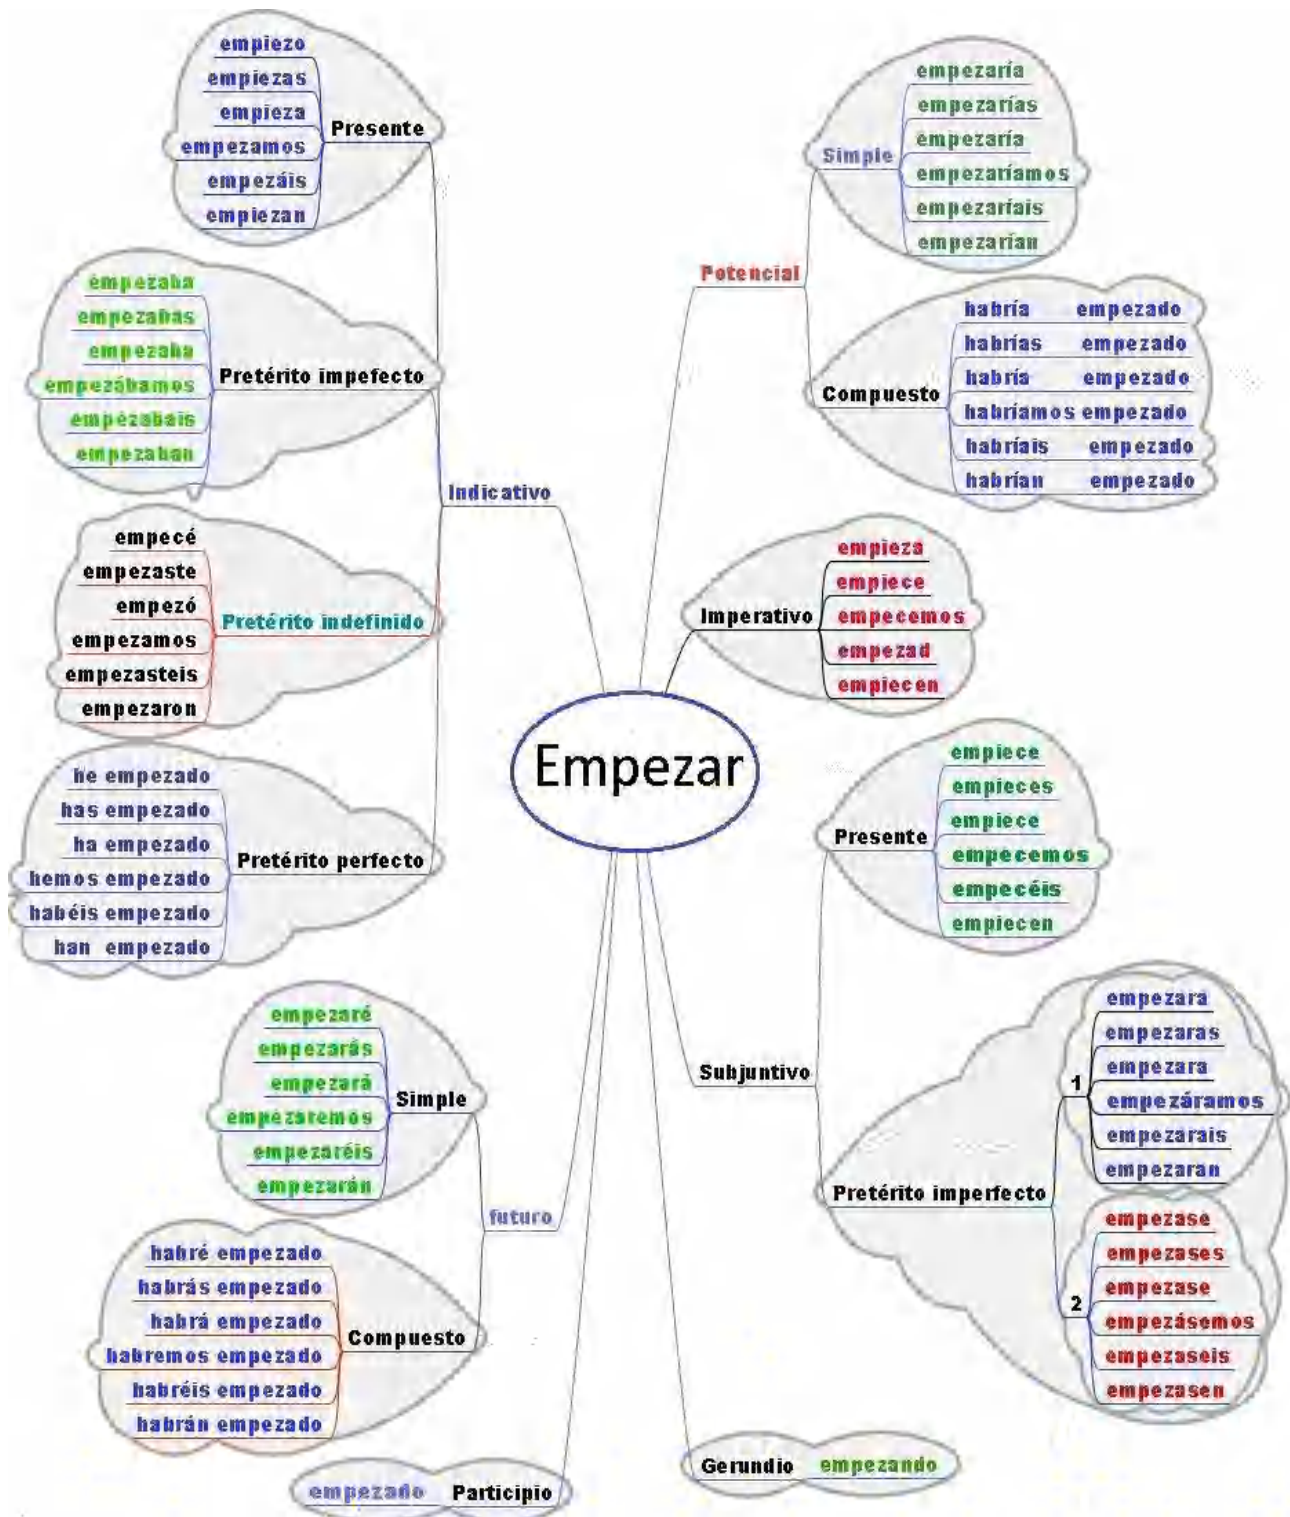 empiezo
empiezas
empieza
empezamos
empezáis
empiezan
Presente
empezaba
empezabas
empezaba
empezábamos
empezabais
empezaban
Pretérito impefecto
Indicativo
empecé
empezaste
empezó
empezamos
empezasteis
empezaron
Pretérito indefinido
he empezado
has empezado
ha empezado
hemos empezado
habéis empezado
han empezado
Pretérito perfecto
Empezar
empezaré
empezarás
empezará
empezaremos
empezaréis
empezarán
Simple
futuro
habré empezado
habrás empezado
habrá empezado
habremos empezado
habréis empezado
habrán empezado
Compuesto
empezado
Participio
Potencial
Simple
empezaría
empezarías
empezaría
empezaríamos
empezaríais
empezarían
Compuesto
habría empezado
habrías empezado
habría empezado
habríamos empezado
habríais empezado
habrían empezado
Imperativo
empieza
empiece
empecemos
empezad
empiecen
Subjuntivo
Presente
empiece
empieces
empiece
empecemos
empecéis
empiecen
Pretérito imperfecto
1
empezara
empezaras
empezara
empezáramos
empezarais
empezaran
2
empezase
empezases
empezase
empezásemos
empezaseis
empezasen
Gerundio
empezando